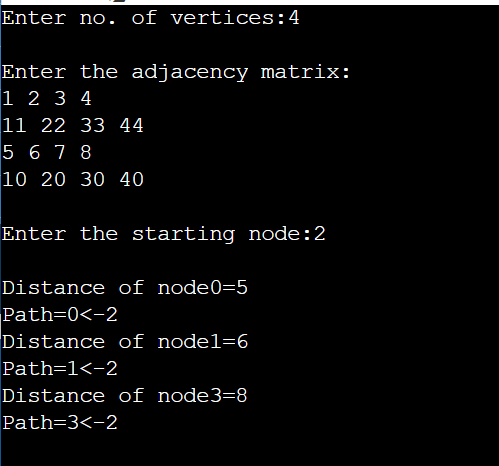 Enter no. of vertices:4
Enter the adjacency matrix:
1 2 3 4
11 22 33 44
5 6 7 8
10 20 30 40
Enter the starting node:2
Distance of node0=5
Path=0<-2
Distance of node1=6
Path=1<-2
Distance of node3=8
Path=3<-2